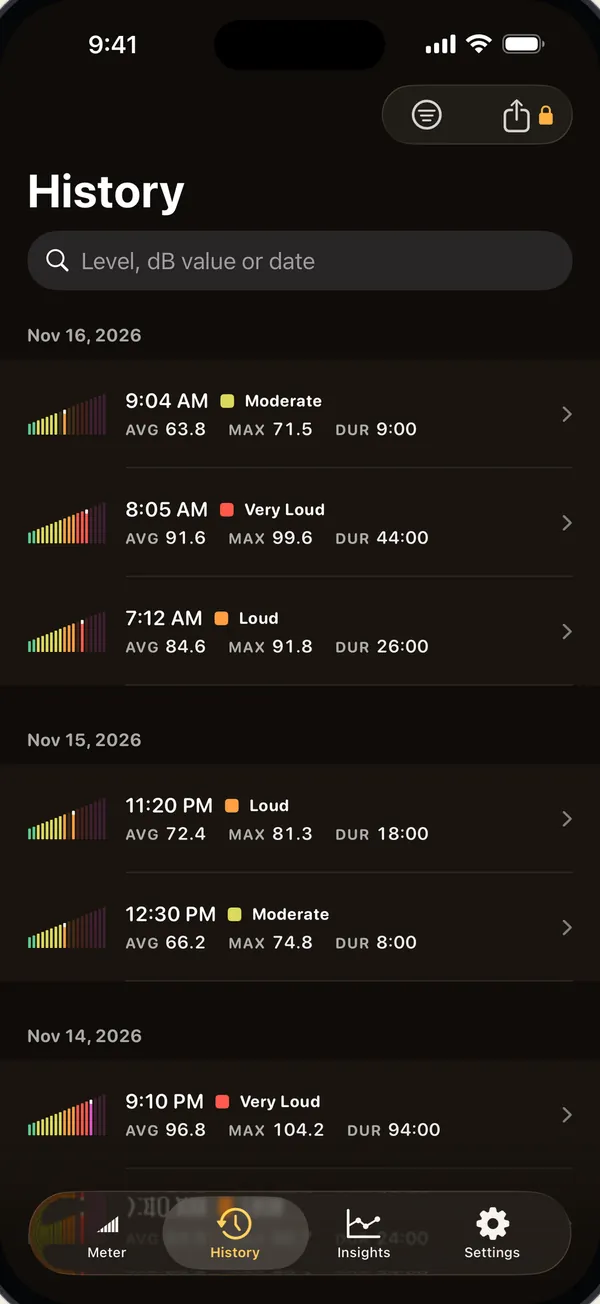 9:41
History
Level, dB value or date
Nov 16, 2026
9:04 AM Moderate
AVG 63.8 MAX 71.5 DUR 9:00
8:05 AM Very Loud
AVG 91.6 MAX 99.6 DUR 44:00
7:12 AM Loud
AVG 84.6 MAX 91.8 DUR 26:00
Nov 15, 2026
11:20 PM Loud
AVG 72.4 MAX 81.3 DUR 18:00
12:30 PM Moderate
AVG 66.2 MAX 74.8 DUR 8:00
Nov 14, 2026
9:10 PM Very Loud
AVG 96.8 MAX 104.2 DUR 94:00
Meter History Insights Settings